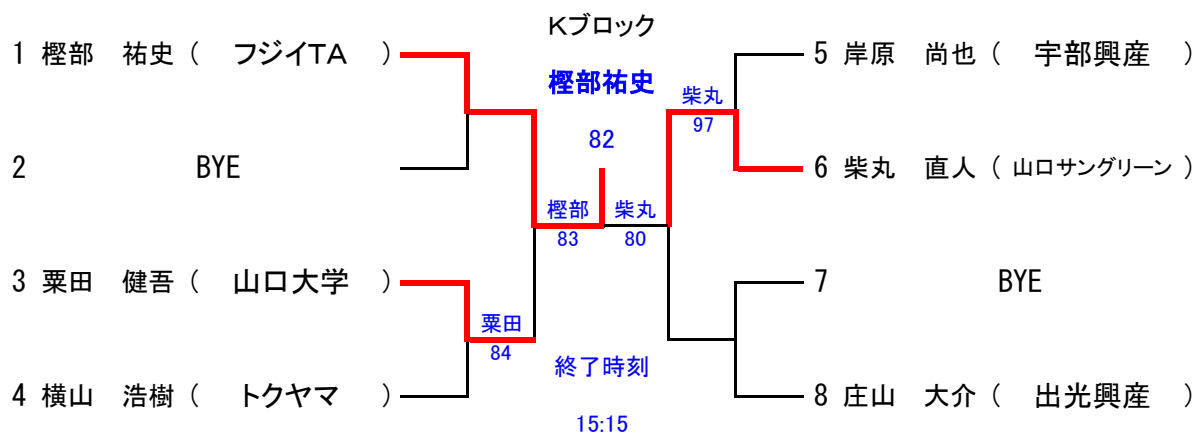 Kブロック
1 樫部 祐史 ( フジイTA )
5 岸原 尚也 ( 宇部興産 )
樫部祐史
柴丸
97
82
2 BYE
6 柴丸 直人 ( 山口サングリーン )
樫部 柴丸
83 80
3 粟田 健吾 ( 山口大学 )
7 BYE
粟田
84
終了時刻
4 横山 浩樹 ( トクヤマ )
8 庄山 大介 ( 出光興産 )
15:15